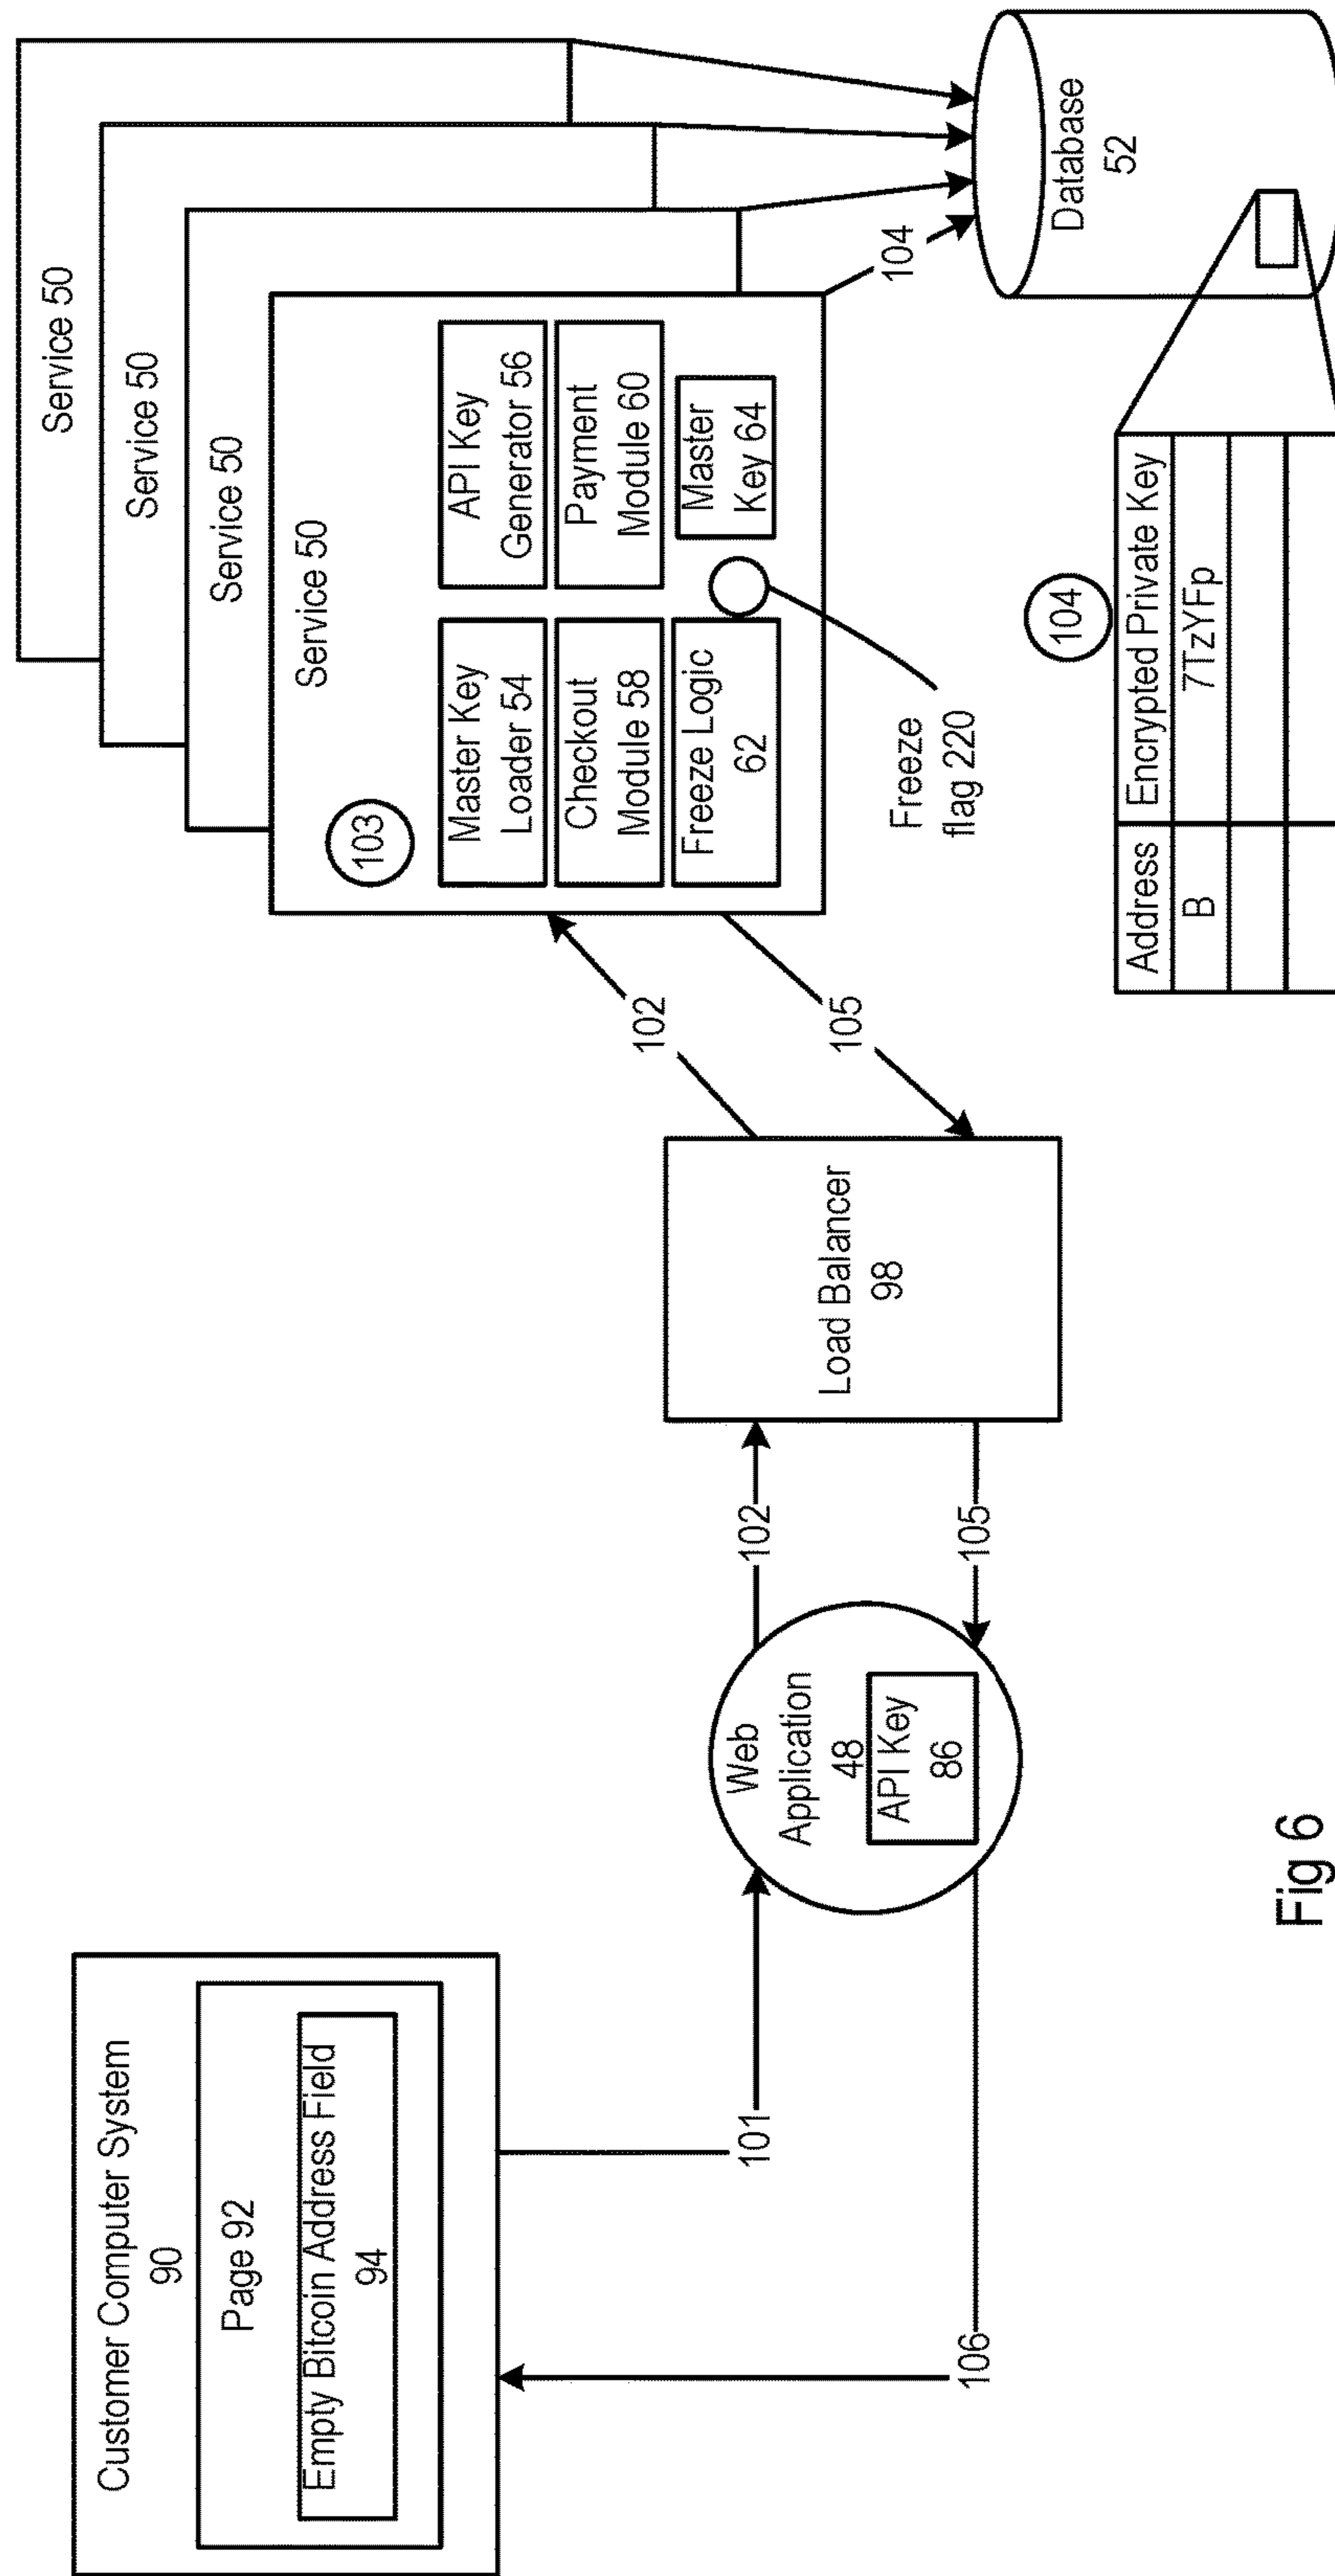 Customer Computer System
90
Page 92
Empty Bitcoin Address Field
94
101
106
Web
Application
48
API Key
86
102
105
Load Balancer
98
102
105
Service 50
Service 50
Service 50
Service 50
103
Master Key
Loader 54
API Key
Generator 56
Checkout
Module 58
Payment
Module 60
Freeze Logic
62
Master
Key 64
Freeze
flag 220
104
Database
52
104
Address
Encrypted Private Key
B
7TzYFp
Fig 6